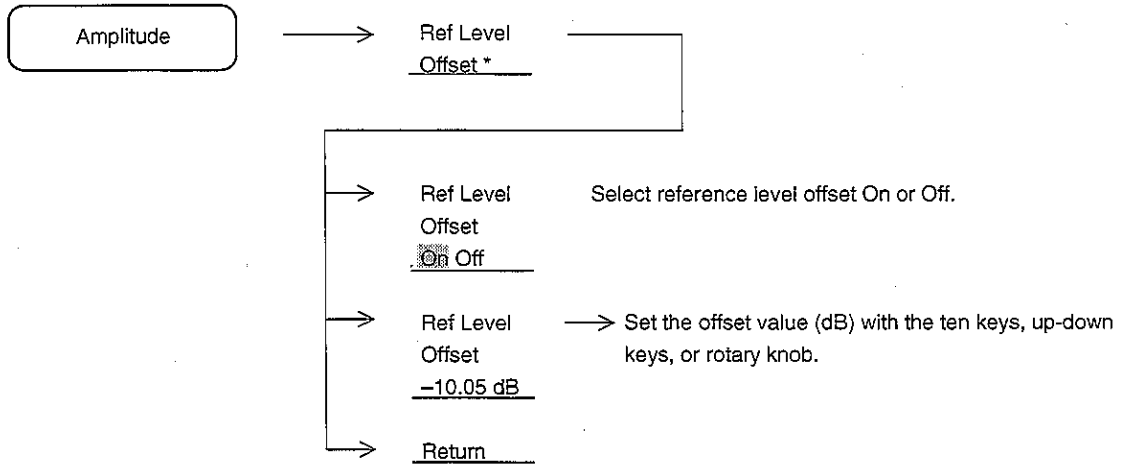 Amplitude
Ref Level
Offset *
Ref Level
Offset
On Off
Select reference level offset On or Off.
Ref Level
Offset
–10.05 dB
Set the offset value (dB) with the ten keys, up-down
keys, or rotary knob.
Return